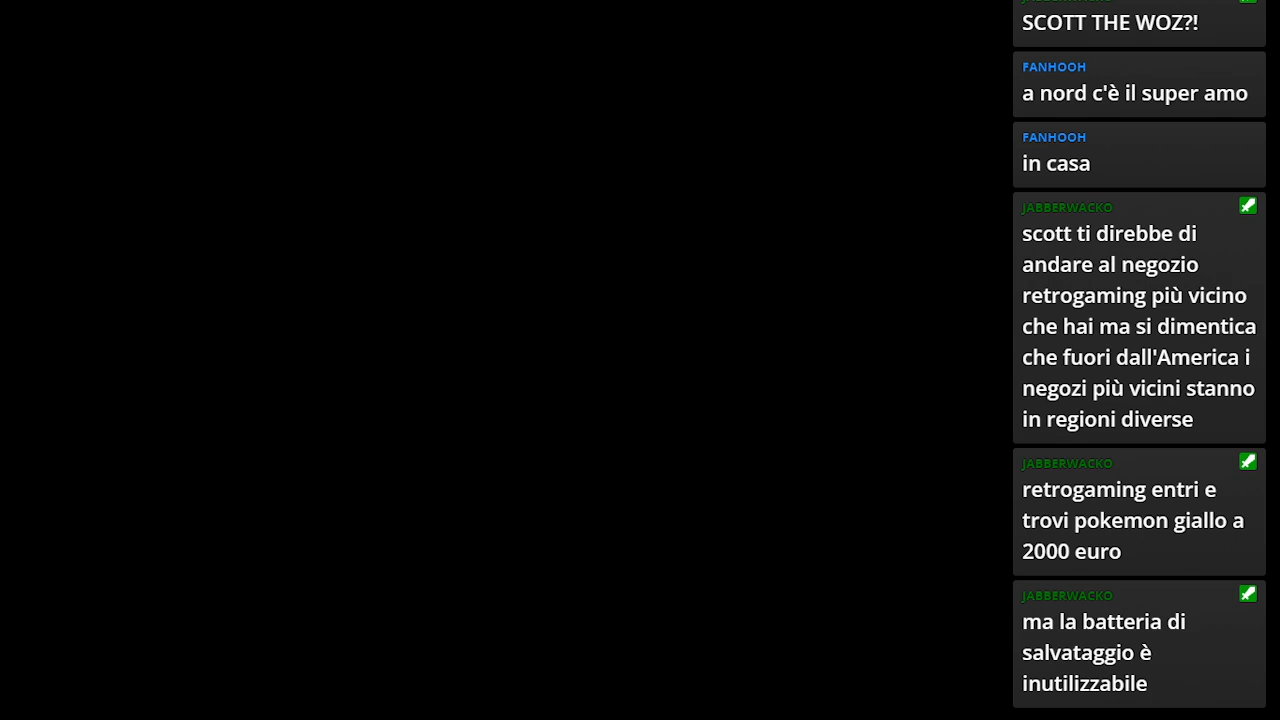 SCOTT THE WOZ?!
FANHOOH
a nord c'è il super amo
FANHOOH
in casa
JABBERWACKO
scott ti direbbe di
andare al negozio
retrogaming più vicino
che hai ma si dimentica
che fuori dall'America i
negozi più vicini stanno
in regioni diverse
JABBERWACKO
retrogaming entri e
trovi pokemon giallo a
2000 euro
JABBERWACKO
ma la batteria di
salvataggio è
inutilizzabile